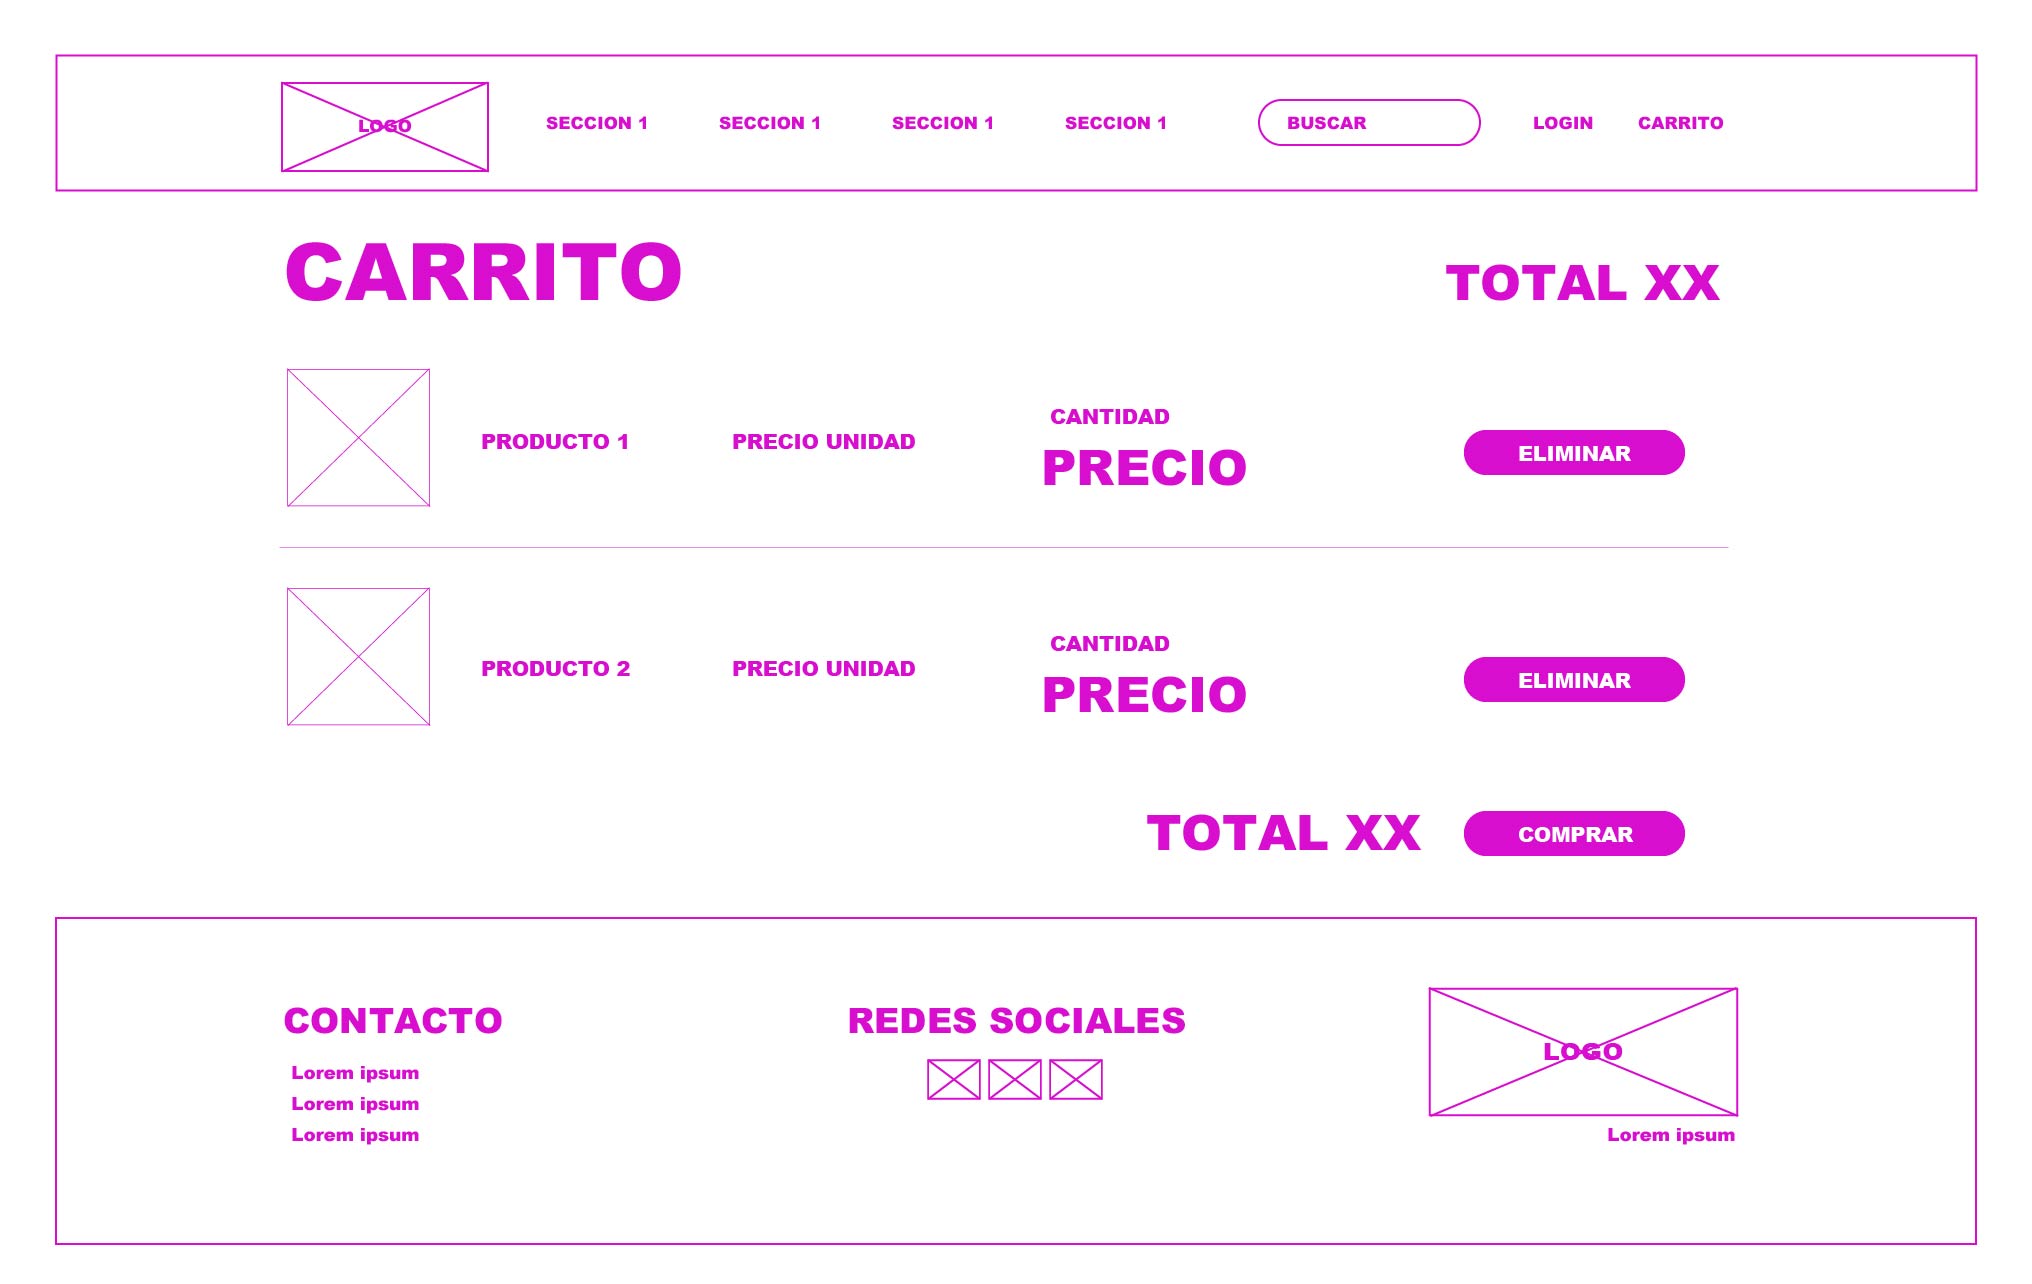 LOGO
SECCION 1
SECCION 1
SECCION 1
SECCION 1
BUSCAR
LOGIN
CARRITO
CARRITO
TOTAL XX
PRODUCTO 1
PRECIO UNIDAD
CANTIDAD
PRECIO
ELIMINAR
PRODUCTO 2
PRECIO UNIDAD
CANTIDAD
PRECIO
ELIMINAR
TOTAL XX
COMPRAR
CONTACTO
Lorem ipsum
Lorem ipsum
Lorem ipsum
REDES SOCIALES
LOGO
Lorem ipsum